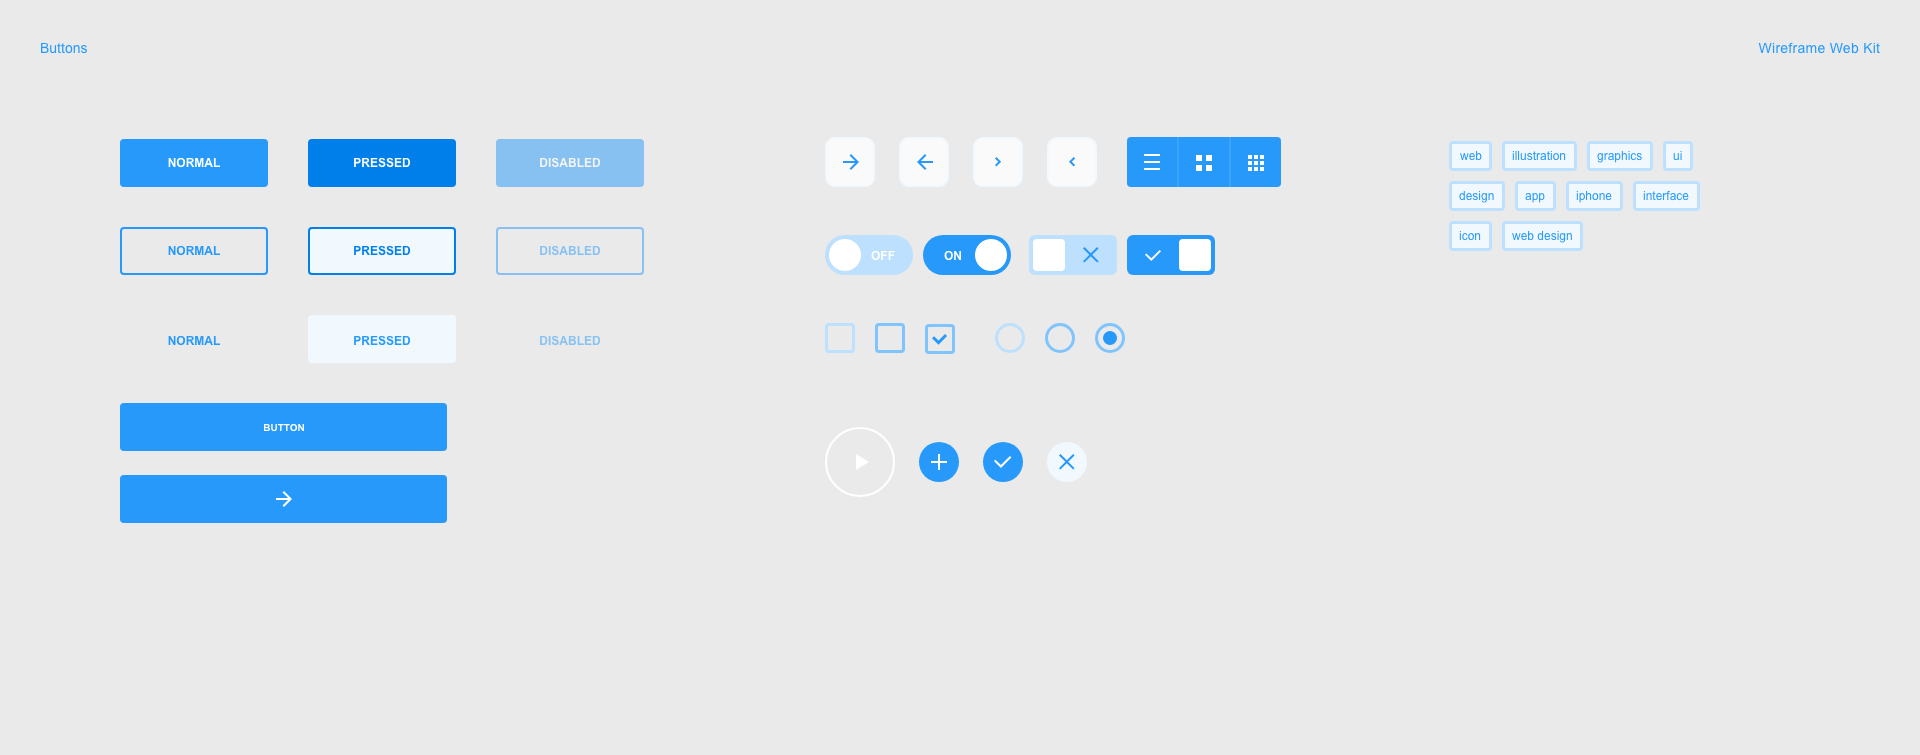 Buttons
Wireframe Web Kit
NORMAL
PRESSED
DISABLED
NORMAL
PRESSED
DISABLED
NORMAL
PRESSED
DISABLED
BUTTON
OFF
ON
web illustration graphics ui
design app iphone interface
icon web design